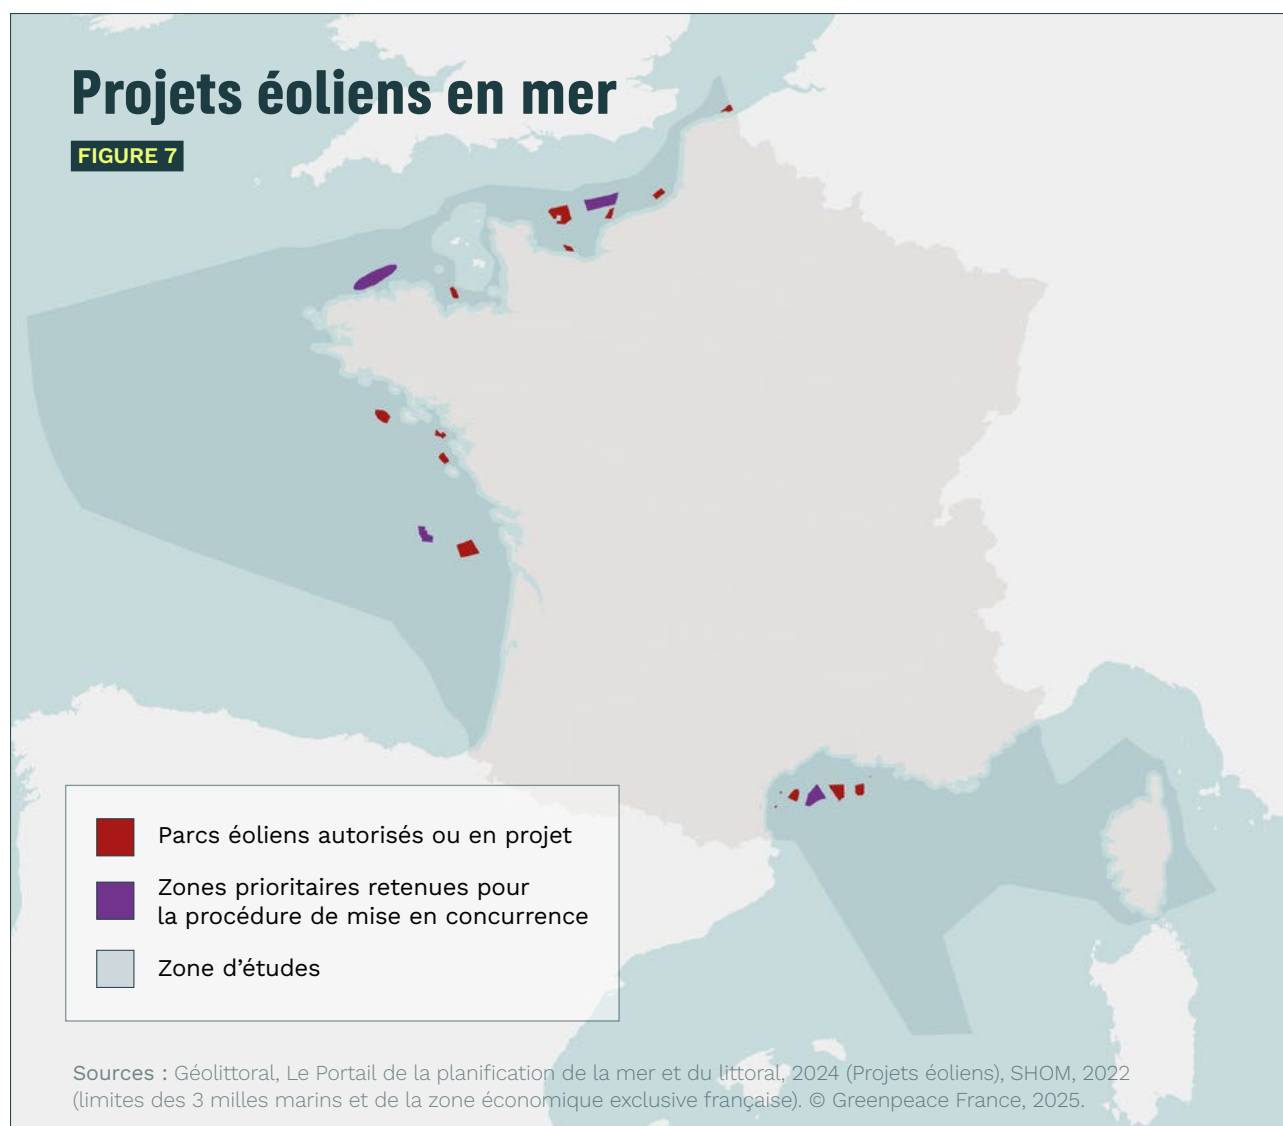 Projets éoliens en mer
FIGURE 7
Parcs éoliens autorisés ou en projet
Zones prioritaires retenues pour
la procédure de mise en concurrence
Zone d’études
Sources : Géolittoral, Le Portail de la planification de la mer et du littoral, 2024 (Projets éoliens), SHOM, 2022
(limites des 3 milles marins et de la zone économique exclusive française). © Greenpeace France, 2025.